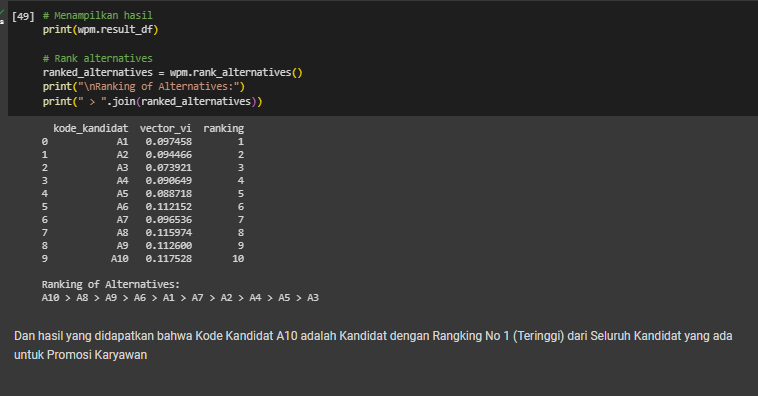 [49] # Menampilkan hasil
print(wpm.result_df)
# Rank alternatives
ranked_alternatives = wpm.rank_alternatives()
print("\nRanking of Alternatives:")
print(" > ".join(ranked_alternatives))
kode_kandidat vector_vi ranking
0 A1 0.097458 1
1 A2 0.094466 2
2 A3 0.073921 3
3 A4 0.090649 4
4 A5 0.088718 5
5 A6 0.112152 6
6 A7 0.096536 7
7 A8 0.115974 8
8 A9 0.112600 9
9 A10 0.117528 10
Ranking of Alternatives:
A10 > A8 > A9 > A6 > A1 > A7 > A2 > A4 > A5 > A3
Dan hasil yang didapatkan bahwa Kode Kandidat A10 adalah Kandidat dengan Rangking No 1 (Teringgi) dari Seluruh Kandidat yang ada
untuk Promosi Karyawan